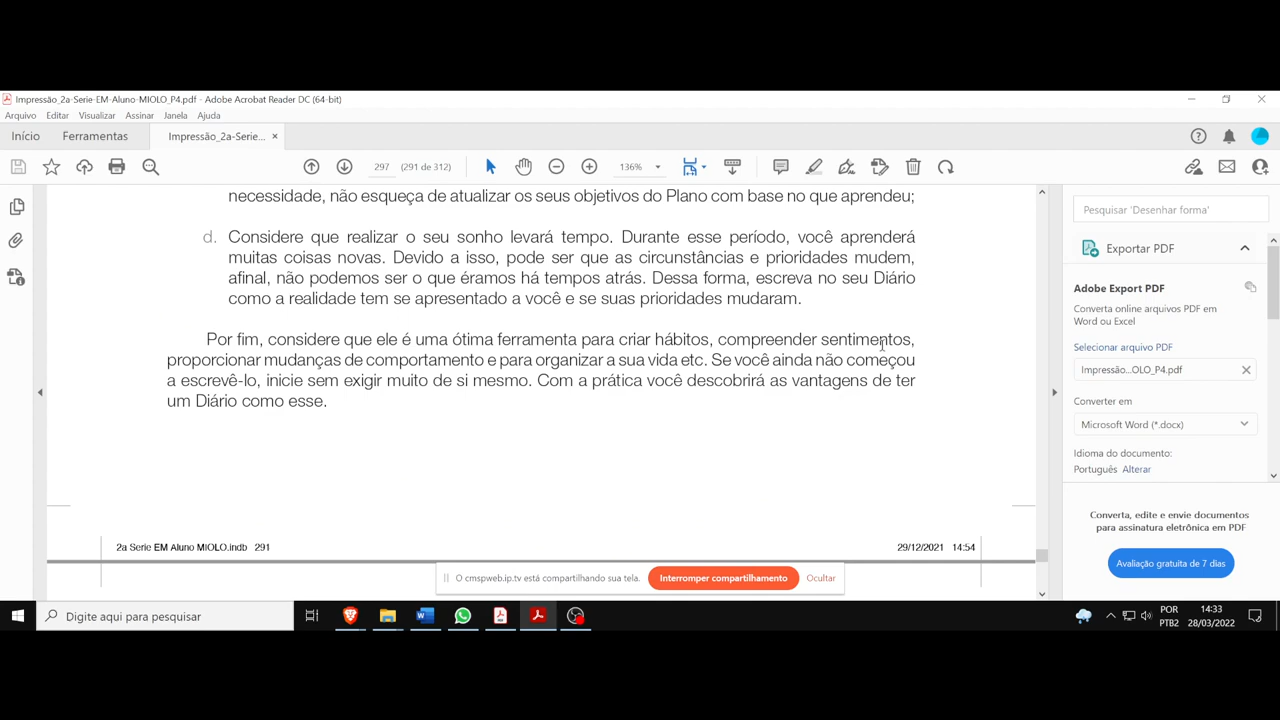 Impressão_2a-Serie-EM-Aluno-MIOLO_P4.pdf - Adobe Acrobat Reader DC (64-bit)
Arquivo Editar Visualizar Assinar Janela Ajuda
Início Ferramentas Impressão_2a-Serie... ×
297 (291 de 312) 136%
necessidade, não esqueça de atualizar os seus objetivos do Plano com base no que aprendeu;
d. Considere que realizar o seu sonho levará tempo. Durante esse período, você aprenderá
muitas coisas novas. Devido a isso, pode ser que as circunstâncias e prioridades mudem,
afinal, não podemos ser o que éramos há tempos atrás. Dessa forma, escreva no seu Diário
como a realidade tem se apresentado a você e se suas prioridades mudaram.
Por fim, considere que ele é uma ótima ferramenta para criar hábitos, compreender sentimentos,
proporcionar mudanças de comportamento e para organizar a sua vida etc. Se você ainda não começou
a escrevê-lo, inicie sem exigir muito de si mesmo. Com a prática você descobrirá as vantagens de ter
um Diário como esse.
2a Serie EM Aluno MIOLO.indb 291
29/12/2021 14:54
Pesquisar 'Desenhar forma'
Exportar PDF
Adobe Export PDF
Converta online arquivos PDF em
Word ou Excel
Selecionar arquivo PDF
Impressão...OLO_P4.pdf
Converter em
Microsoft Word (*.docx)
Idioma do documento:
Português Alterar
Converta, edite e envie documentos
para assinatura eletrônica em PDF
Avaliação gratuita de 7 dias
O cmspweb.ip.tv está compartilhando sua tela. Interromper compartilhamento Ocultar
Digite aqui para pesquisar
POR
PTB2
14:33
28/03/2022